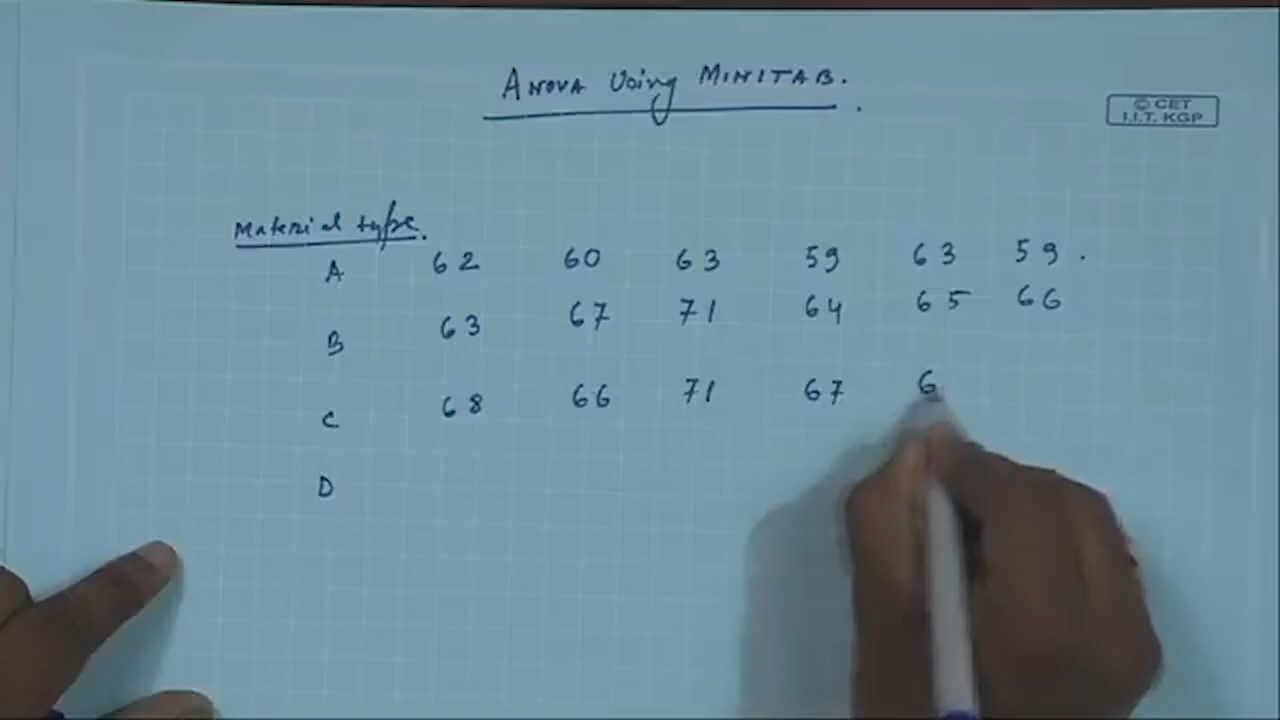 ANOVA Using MINITAB.
© CET
I.I.T. KGP
Material type.
A 62 60 63 59 63 59.
B 63 67 71 64 65 66
C 68 66 71 67 6
D